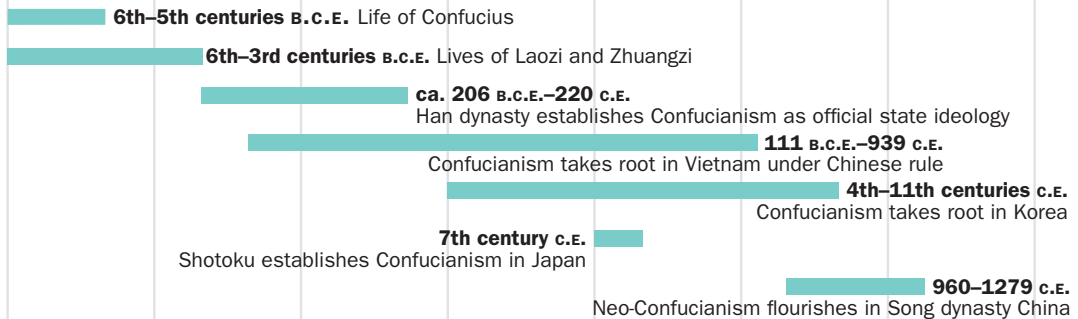 6th–5th centuries B.C.E. Life of Confucius
6th–3rd centuries B.C.E. Lives of Laozi and Zhuangzi
ca. 206 B.C.E.–220 C.E.
Han dynasty establishes Confucianism as official state ideology
111 B.C.E.–939 C.E.
Confucianism takes root in Vietnam under Chinese rule
4th–11th centuries C.E.
Confucianism takes root in Korea
7th century C.E.
Shotoku establishes Confucianism in Japan
960–1279 C.E.
Neo-Confucianism flourishes in Song dynasty China